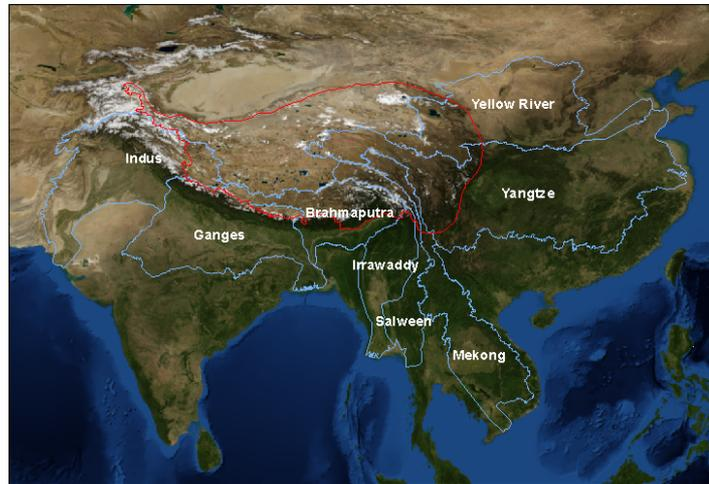 Yellow River
Indus
Yangtze
Brahmaputra
Ganges
Irrawaddy
Salween
Mekong